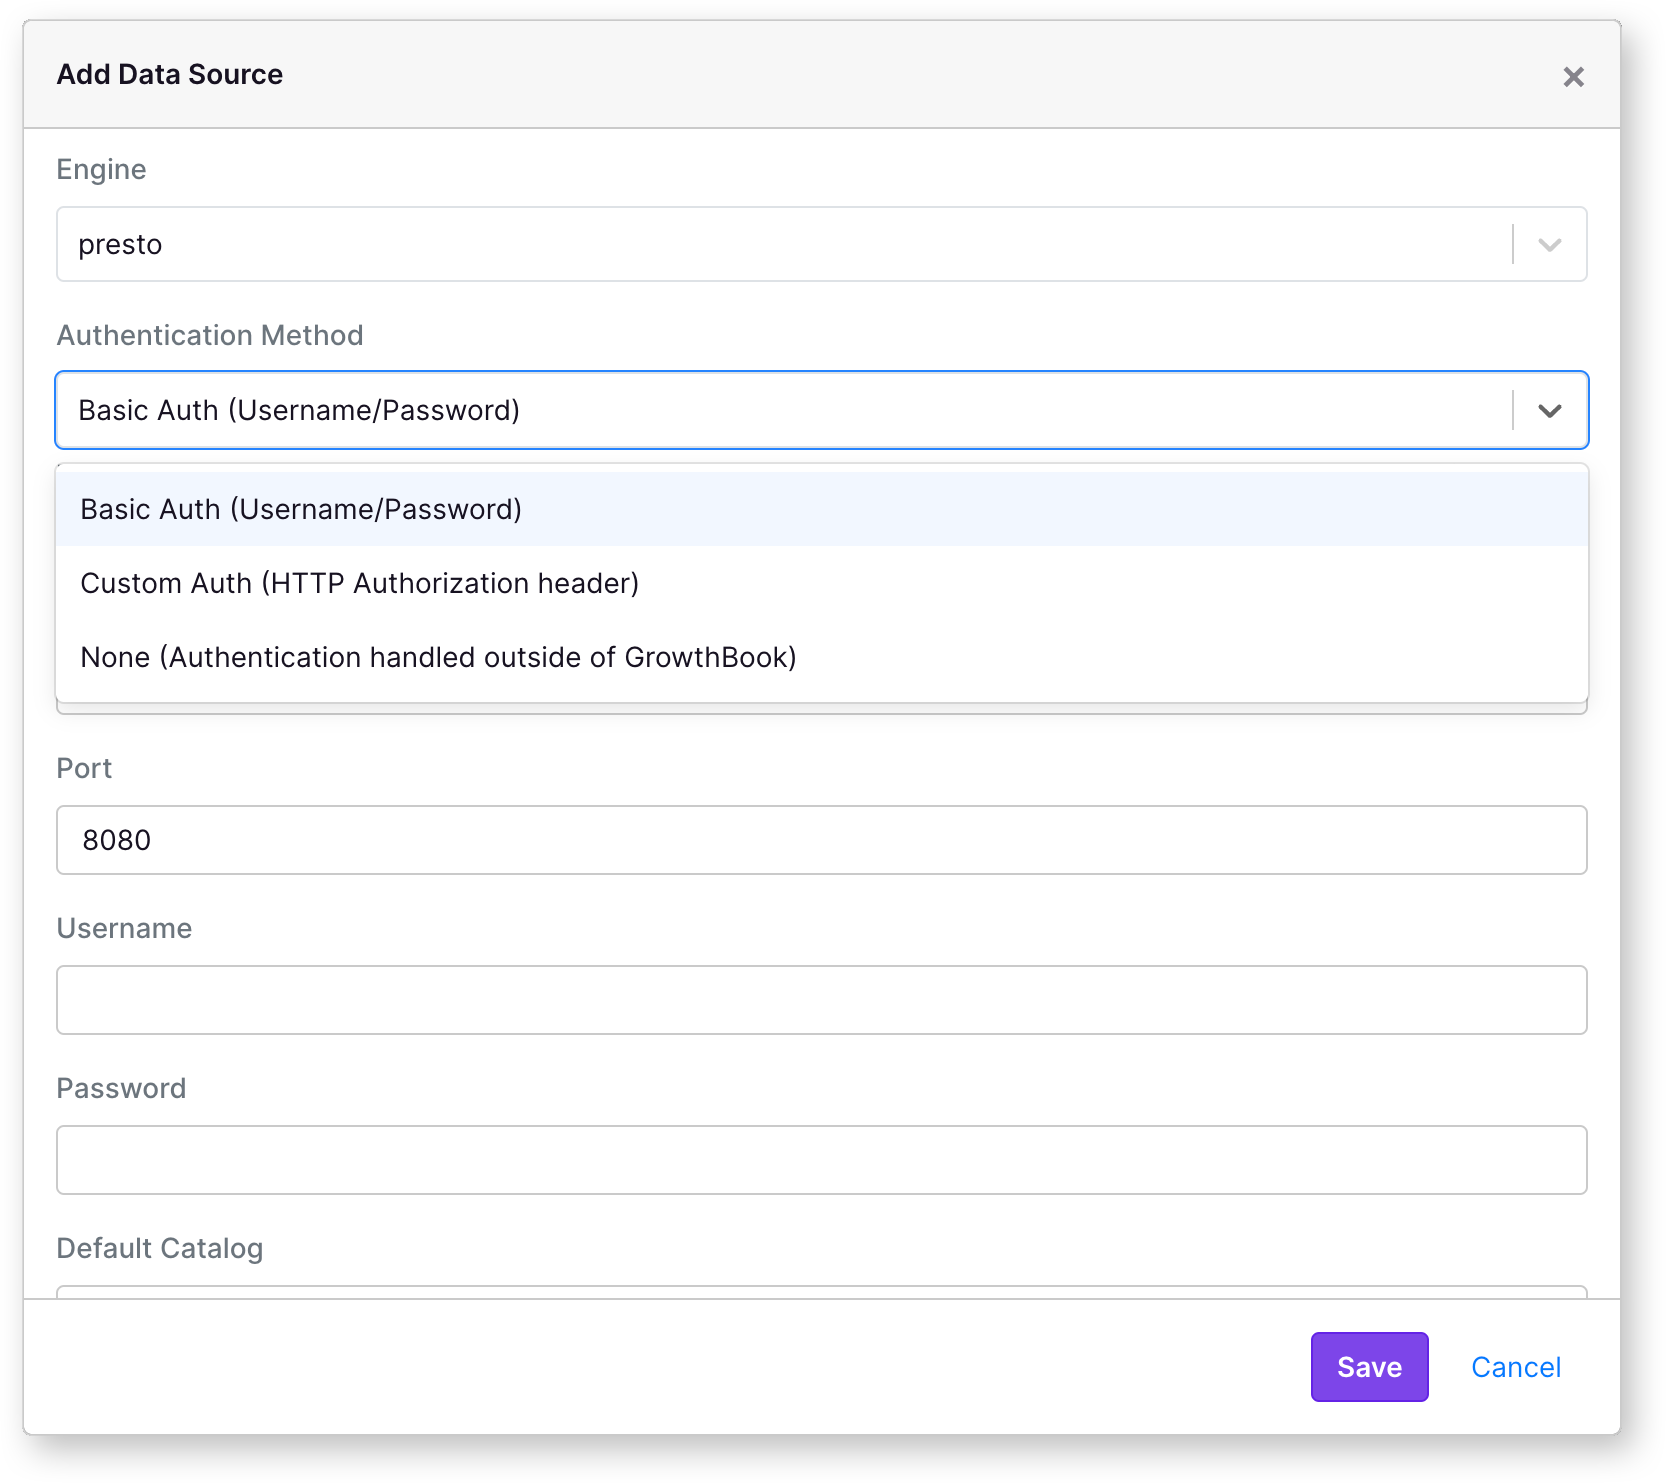 Add Data Source
Engine
presto
Authentication Method
Basic Auth (Username/Password)
Basic Auth (Username/Password)
Custom Auth (HTTP Authorization header)
None (Authentication handled outside of GrowthBook)
Port
8080
Username
Password
Default Catalog
Save
Cancel